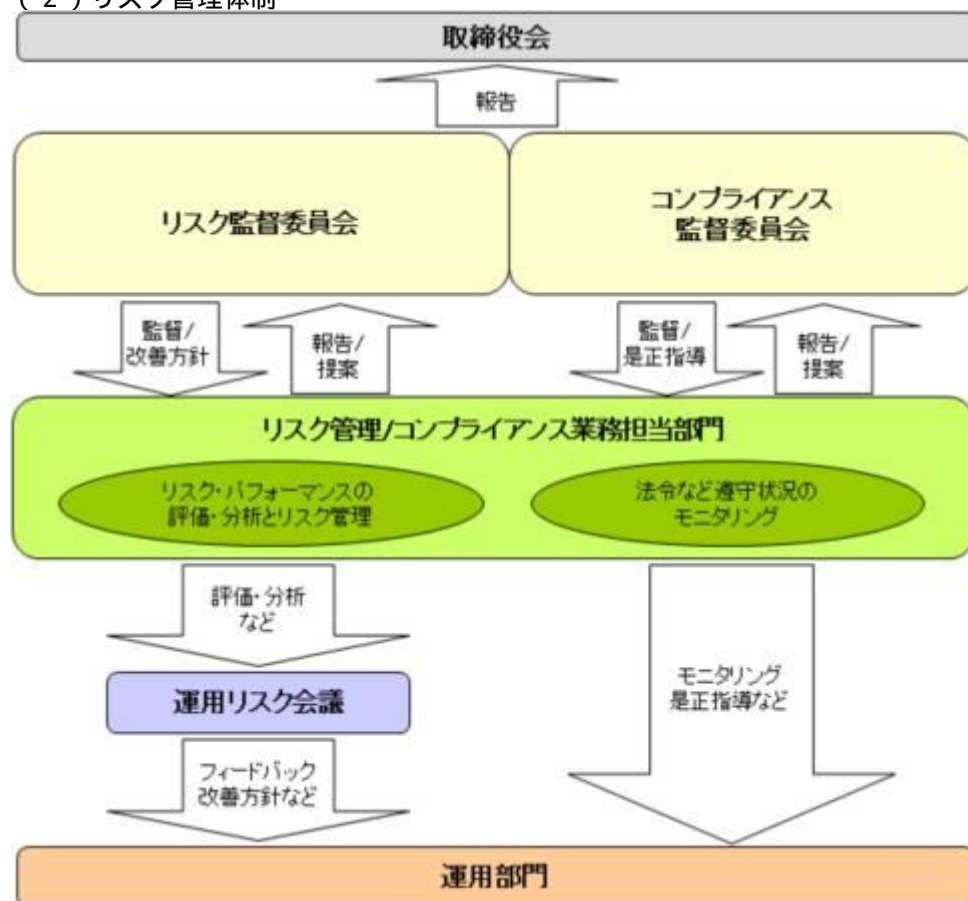 (2)リスク管理体制
取締役会
報告
リスク監督委員会
コンプライアンス
監督委員会
監督/
改善方針
報告/
提案
監督/
是正指導
報告/
提案
リスク管理/コンプライアンス業務担当部門
リスク・パフォーマンスの
評価・分析とリスク管理
法令など遵守状況の
モニタリング
評価・分析
など
運用リスク会議
モニタリング
是正指導など
フィードバック
改善方針など
運用部門